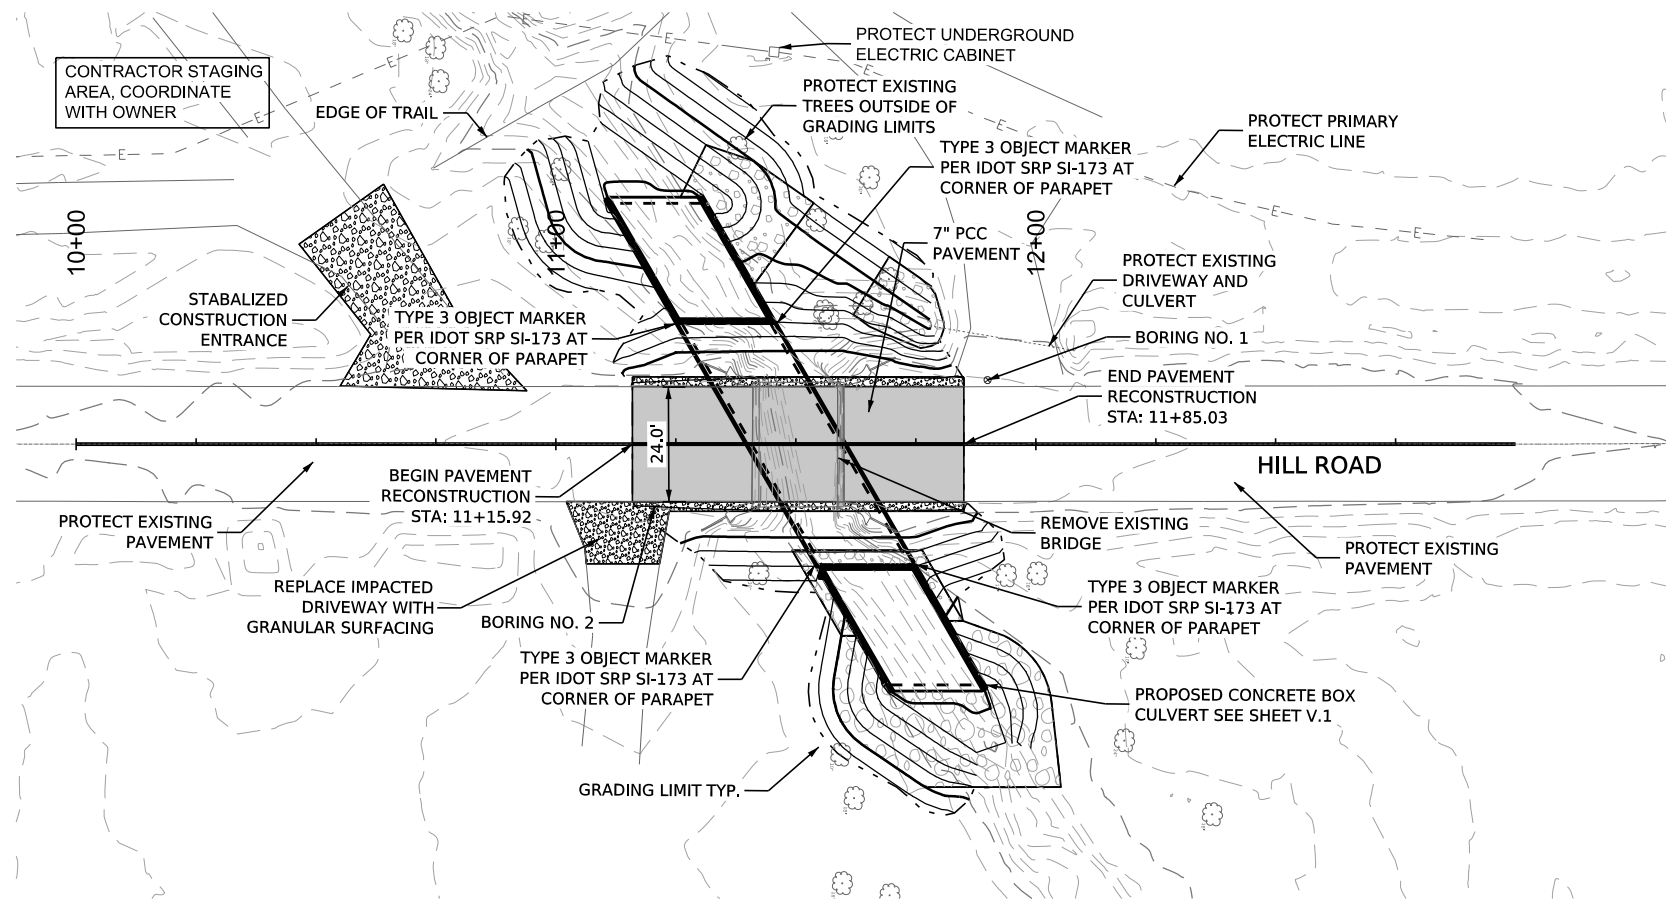 CONTRACTOR STAGING
AREA, COORDINATE
WITH OWNER
EDGE OF TRAIL
PROTECT UNDERGROUND
ELECTRIC CABINET
PROTECT EXISTING
TREES OUTSIDE OF
GRADING LIMITS
TYPE 3 OBJECT MARKER
PER IDOT SRP SI-173 AT
CORNER OF PARAPET
PROTECT PRIMARY
ELECTRIC LINE
E
E
E
E
E
E
E
E
E
10+00
11+00
12+00
7" PCC
PAVEMENT
PROTECT EXISTING
DRIVEWAY AND
CULVERT
STABALIZED
CONSTRUCTION
ENTRANCE
TYPE 3 OBJECT MARKER
PER IDOT SRP SI-173 AT
CORNER OF PARAPET
BORING NO. 1
END PAVEMENT
RECONSTRUCTION
STA: 11+85.03
24.0'
HILL ROAD
BEGIN PAVEMENT
RECONSTRUCTION
STA: 11+15.92
PROTECT EXISTING
PAVEMENT
REMOVE EXISTING
BRIDGE
PROTECT EXISTING
PAVEMENT
REPLACE IMPACTED
DRIVEWAY WITH
GRANULAR SURFACING
BORING NO. 2
TYPE 3 OBJECT MARKER
PER IDOT SRP SI-173 AT
CORNER OF PARAPET
TYPE 3 OBJECT MARKER
PER IDOT SRP SI-173 AT
CORNER OF PARAPET
PROPOSED CONCRETE BOX
CULVERT SEE SHEET V.1
GRADING LIMIT TYP.